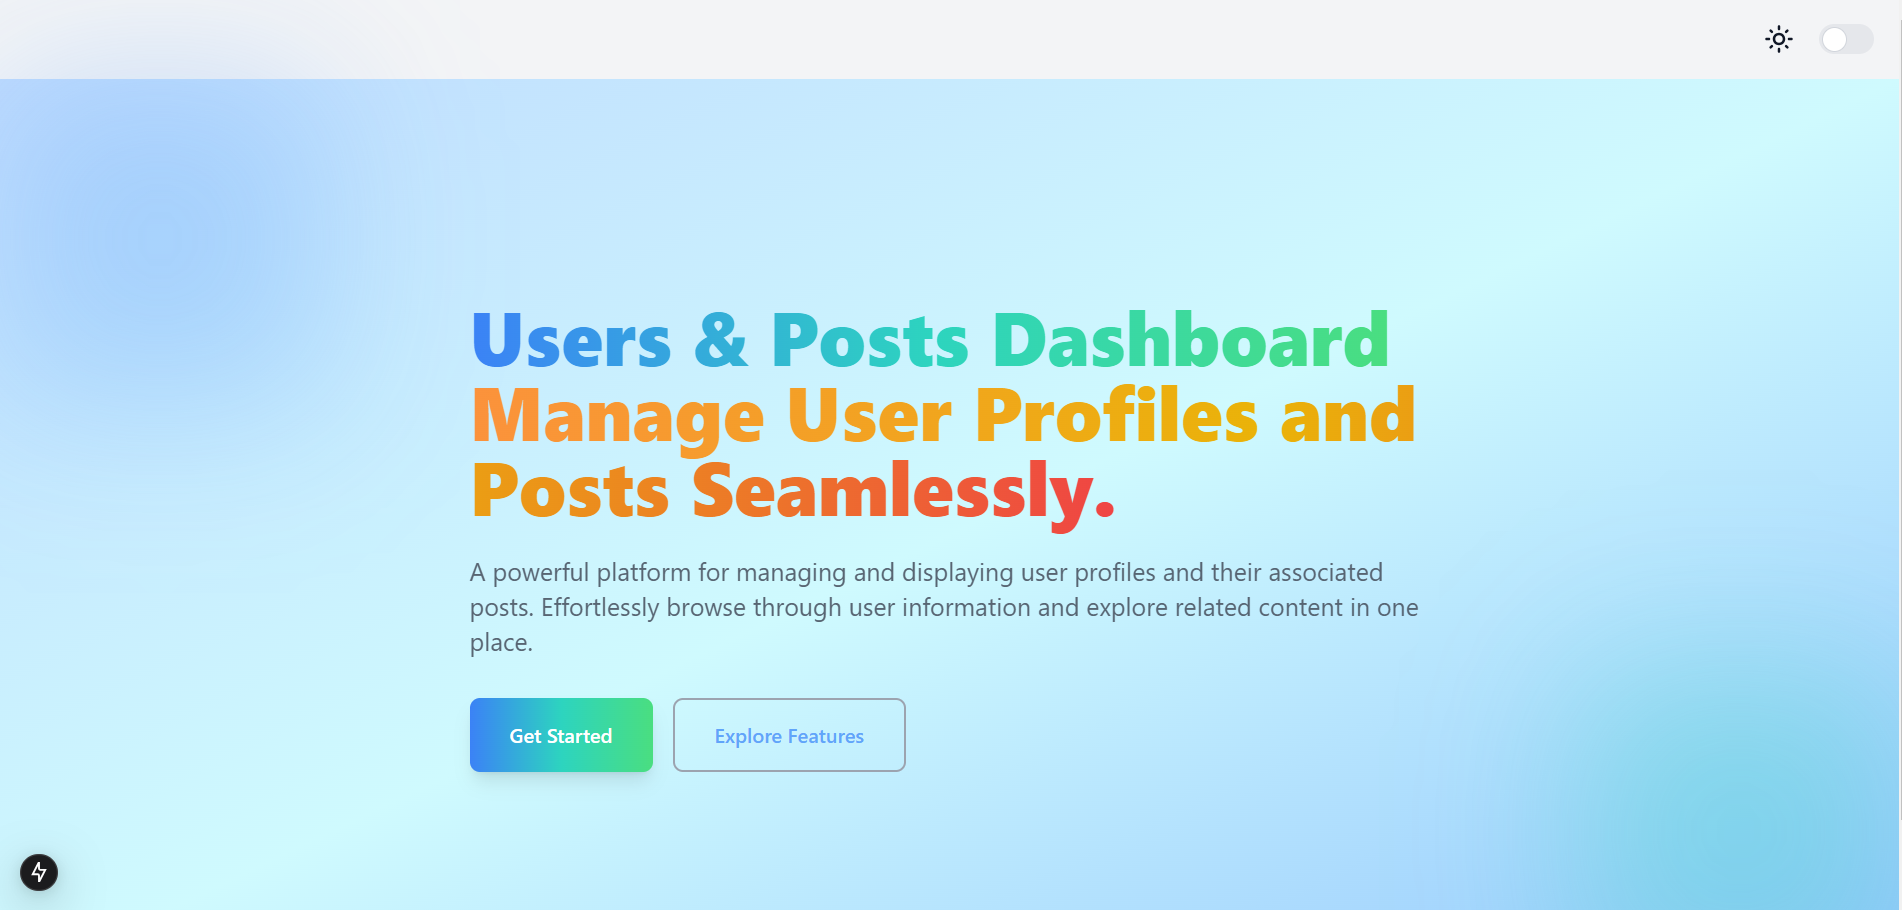 Users & Posts Dashboard
Manage User Profiles and
Posts Seamlessly.
A powerful platform for managing and displaying user profiles and their associated
posts. Effortlessly browse through user information and explore related content in one
place.
Get Started
Explore Features